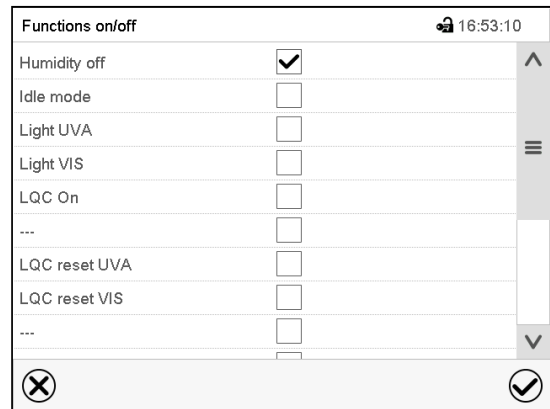 Functions on/off 16:53:10
Humidity off
Idle mode
Light UVA
Light VIS
LQC On
---
LQC reset UVA
LQC reset VIS
---